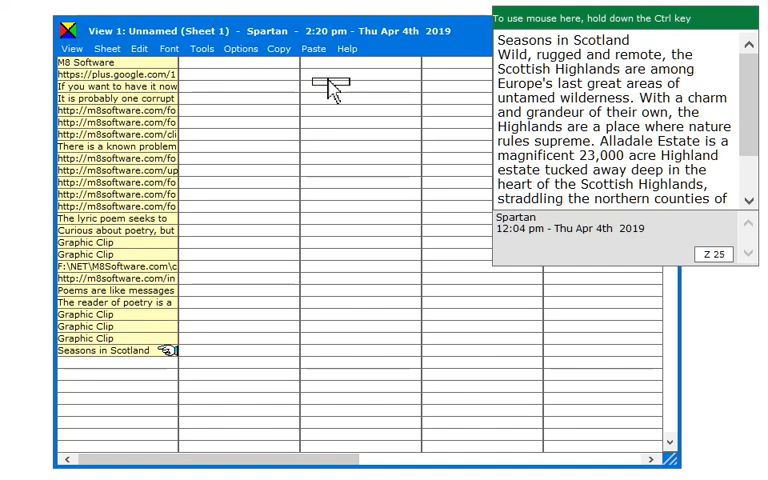 View 1: Unnamed (Sheet 1) - Spartan - 2:20 pm - Thu Apr 4th 2019
View Sheet Edit Font Tools Options Copy Paste Help
M8 Software
https://plus.google.com/1
If you want to have it now
It is probably one corrupt
http://m8software.com/fo
http://m8software.com/fo
http://m8software.com/cli
There is a known problem
http://m8software.com/fo
http://m8software.com/fo
http://m8software.com/up
http://m8software.com/fo
http://m8software.com/fo
The lyric poem seeks to
Curious about poetry, but
Graphic Clip
Graphic Clip
F:\NET\M8Software.com\c
http://m8software.com/in
Poems are like messages
The reader of poetry is a
Graphic Clip
Graphic Clip
Graphic Clip
Seasons in Scotland
To use mouse here, hold down the Ctrl key
Seasons in Scotland
Wild, rugged and remote, the
Scottish Highlands are among
Europe's last great areas of
untamed wilderness. With a charm
and grandeur of their own, the
Highlands are a place where nature
rules supreme. Alladale Estate is a
magnificent 23,000 acre Highland
estate tucked away deep in the
heart of the Scottish Highlands,
straddling the northern counties of
Spartan
12:04 pm - Thu Apr 4th 2019
Z 25